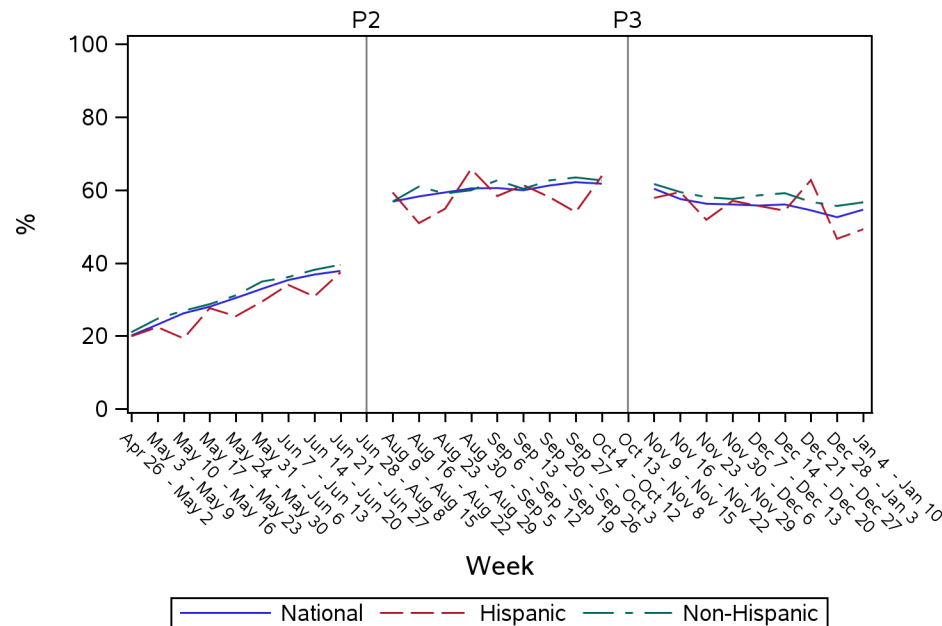 P2 P3
100
80
60
40
20
0
%
Apr 26 - May 2
May 3 - May 9
May 10 - May 16
May 17 - May 23
May 24 - May 30
May 31 - Jun 6
Jun 7 - Jun 13
Jun 14 - Jun 20
Jun 21 - Jun 27
Jun 28 - Aug 8
Aug 9 - Aug 15
Aug 16 - Aug 22
Aug 23 - Aug 29
Aug 30 - Sep 5
Sep 6 - Sep 12
Sep 13 - Sep 19
Sep 20 - Sep 26
Sep 27 - Oct 3
Oct 4 - Oct 12
Oct 13 - Nov 8
Nov 9 - Nov 15
Nov 16 - Nov 22
Nov 23 - Nov 29
Nov 30 - Dec 6
Dec 7 - Dec 13
Dec 14 - Dec 20
Dec 21 - Dec 27
Dec 28 - Jan 3
Jan 4 - Jan 10
Week
National Hispanic Non-Hispanic